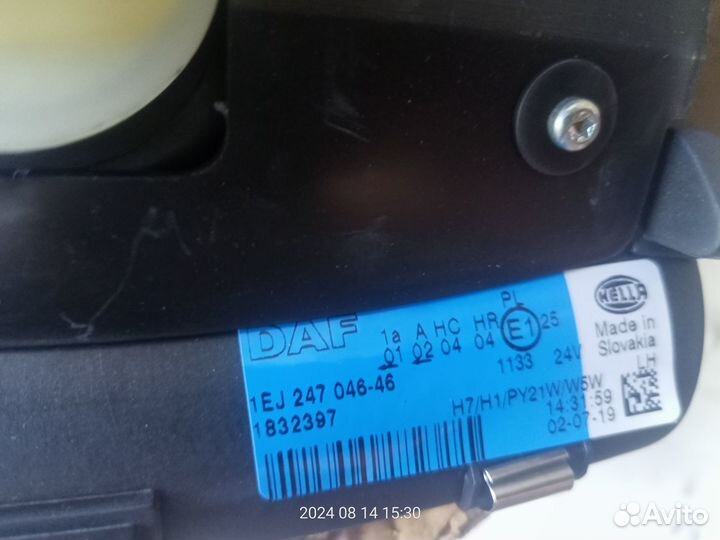 DAF
1a A HC HR PL
01 02 04 04 E1 25
1133 24V
1EJ 247 046-46
1832397
H7/H1/PY21W/W5W
HELLA
Made in
Slovakia
LH
14:31:59
02-07-19
2024 08 14 15:30
Avito